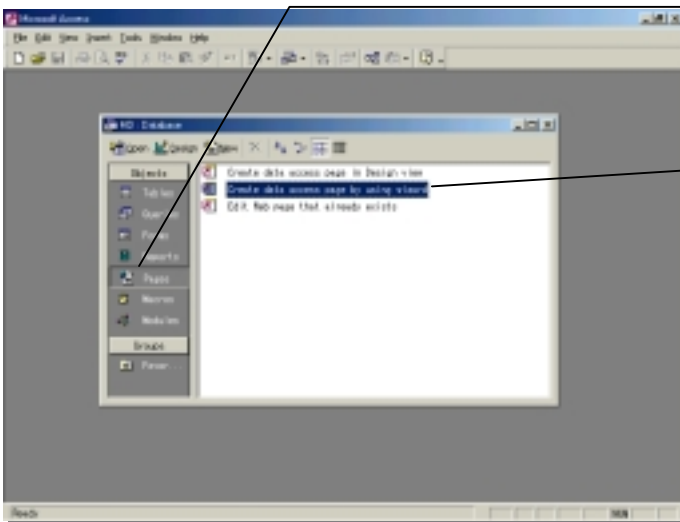 Microsoft Access
File Edit View Insert Tools Window Help
Database
Open Design New
Objects
Tables
Queries
Forms
Reports
Pages
Macros
Modules
Groups
Favor...
Create data access page in Design view
Create data access page by using wizard
Edit Web page that already exists
Ready
NUM